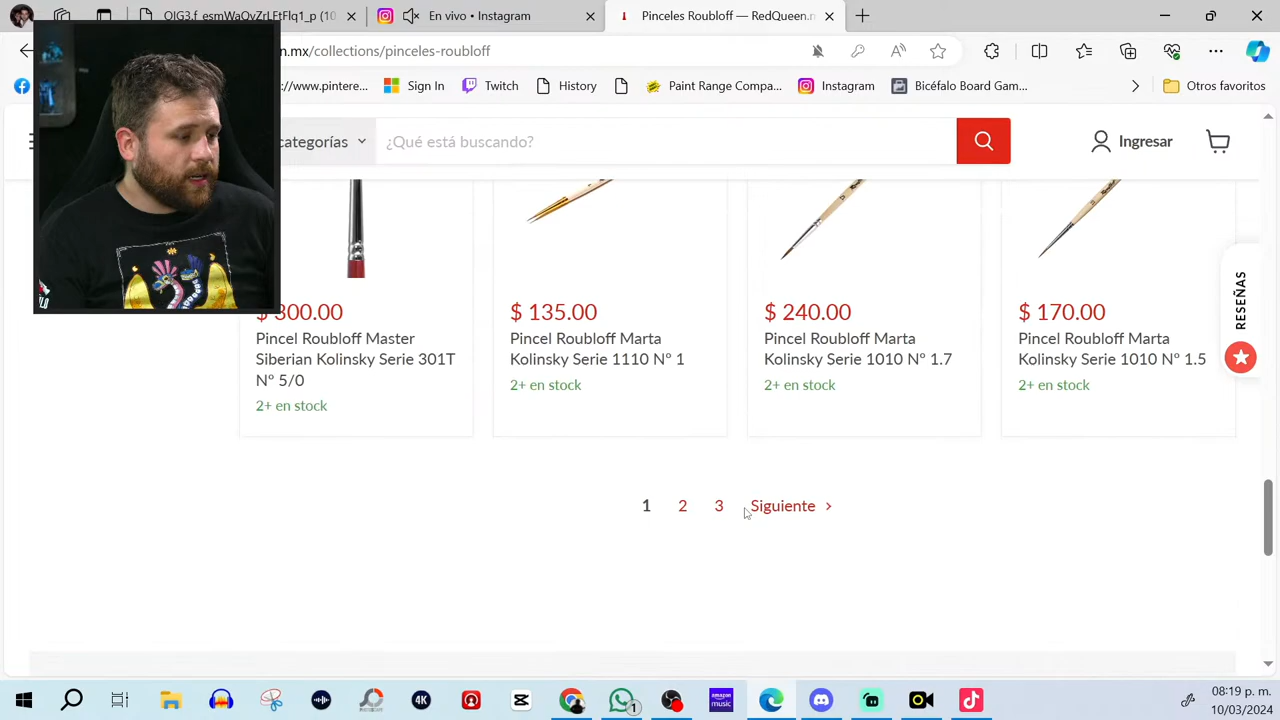 OjG3.f_esmWaQvZrLFtFlq1_p (10
En vivo • Instagram
Pinceles Roubloff — RedQueen.m
n.mx/collections/pinceles-roubloff
://www.pintere...
Sign In
Twitch
History
Paint Range Compa...
Instagram
Bicéfalo Board Gam...
Otros favoritos
categorías
¿Qué está buscando?
Ingresar
$ 300.00
Pincel Roubloff Master
Siberian Kolinsky Serie 301T
N° 5/0
2+ en stock
$ 135.00
Pincel Roubloff Marta
Kolinsky Serie 1110 N° 1
2+ en stock
$ 240.00
Pincel Roubloff Marta
Kolinsky Serie 1010 N° 1.7
2+ en stock
$ 170.00
Pincel Roubloff Marta
Kolinsky Serie 1010 N° 1.5
2+ en stock
RESEÑAS
1 2 3 Siguiente
4K
amazon
music
1
08:19 p. m.
10/03/2024